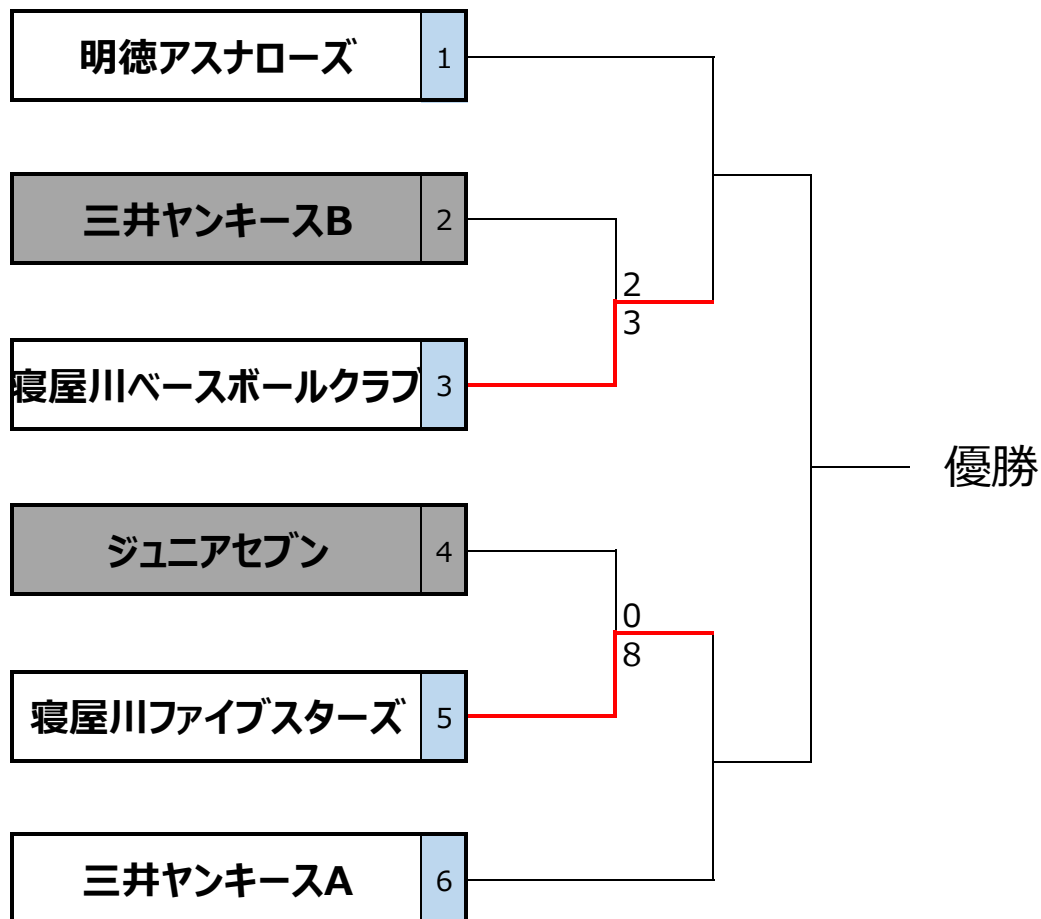 明徳アスナローズ 1
三井ヤンキースB 2
2
3
寝屋川ベースボールクラブ 3
優勝
ジュニアセブン 4
0
8
寝屋川ファイブスターズ 5
三井ヤンキースA 6